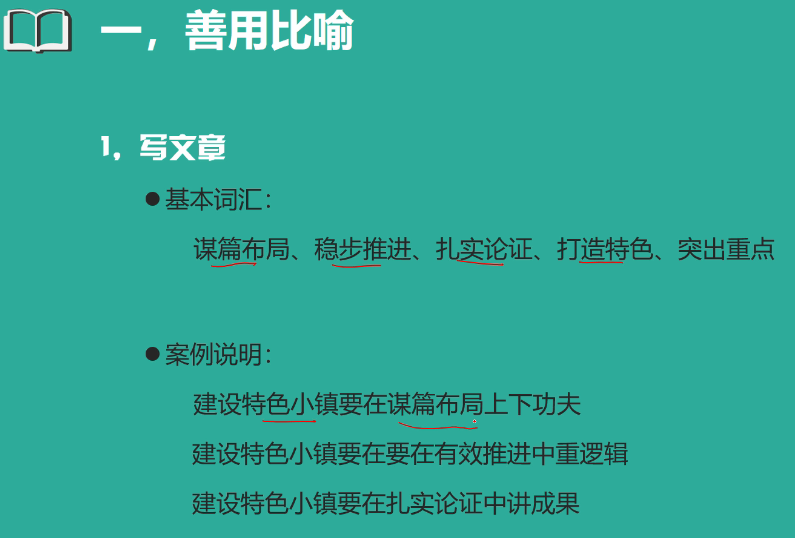 一，善用比喻
1，写文章
●基本词汇：
谋篇布局、稳步推进、扎实论证、打造特色、突出重点
●案例说明：
建设特色小镇要在谋篇布局上下功夫
建设特色小镇要在要在有效推进中重逻辑
建设特色小镇要在扎实论证中讲成果